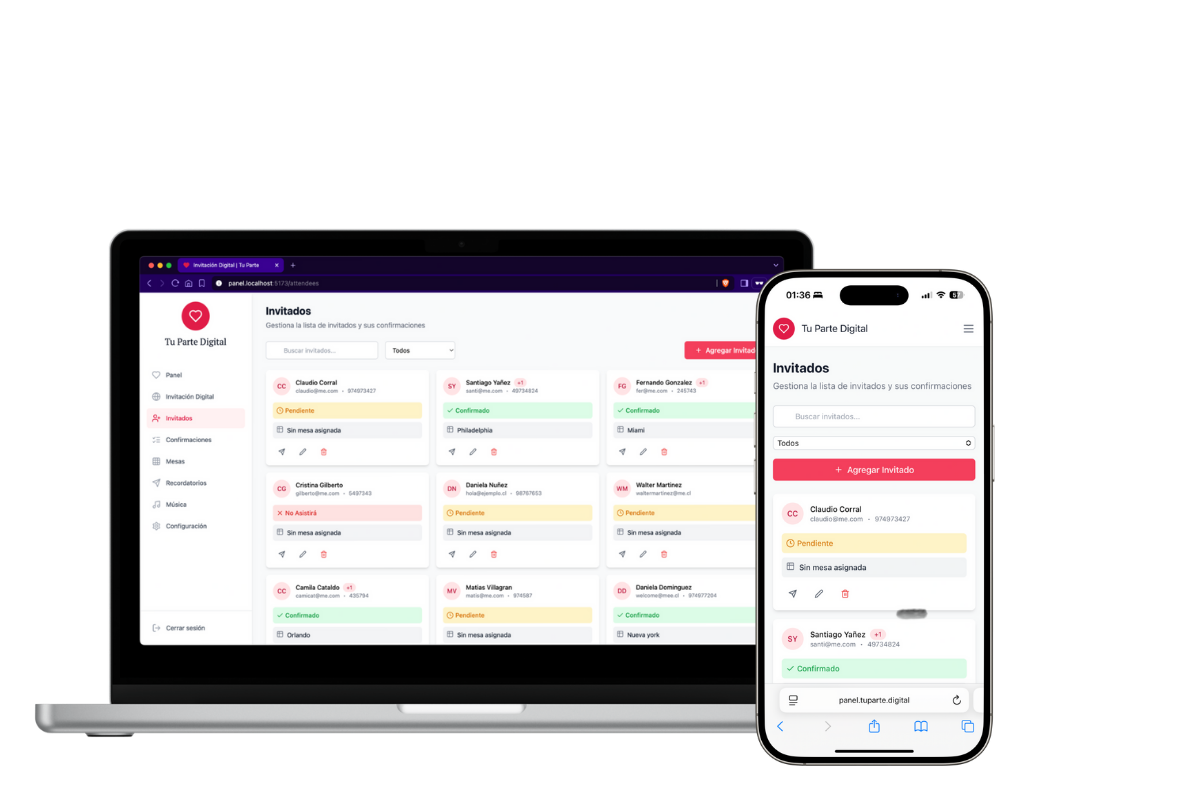 Invitación Digital | Tu Parte
panel.localhost:5173/attendees
Tu Parte Digital
Panel
Invitación Digital
Invitados
Confirmaciones
Mesas
Recordatorios
Música
Configuración
Cerrar sesión
Invitados
Gestiona la lista de invitados y sus confirmaciones
Buscar invitados...
Todos
+ Agregar Invitad
CC
Claudio Corral
claudio@me.com • 974973427
Pendiente
Sin mesa asignada
SY
Santiago Yañez +1
santi@me.com • 49734824
Confirmado
Philadelphia
FG
Fernando Gonzalez +1
fer@me.com • 245743
Confirmado
Miami
CG
Cristina Gilberto
gilberto@me.com • 5497343
No Asistirá
Sin mesa asignada
DN
Daniela Nuñez
hola@ejemplo.cl • 98767655
Pendiente
Sin mesa asignada
WM
Walter Martinez
waltermartinez@me.cl
Pendiente
Sin mesa asignada
CC
Camila Cataldo +1
camicat@me.com • 435794
Confirmado
Orlando
MV
Matias Villagran
matis@me.com • 974587
Pendiente
Sin mesa asignada
DD
Daniela Dominguez
Confirmado
Nueva york
01:36
57
Tu Parte Digital
Invitados
Gestiona la lista de invitados y sus confirmaciones
Buscar invitados...
Todos
+ Agregar Invitado
CC
Claudio Corral
claudio@me.com • 974973427
Pendiente
Sin mesa asignada
SY
Santiago Yañez +1
santi@me.com • 49734824
Confirmado
panel.tuparte.digital